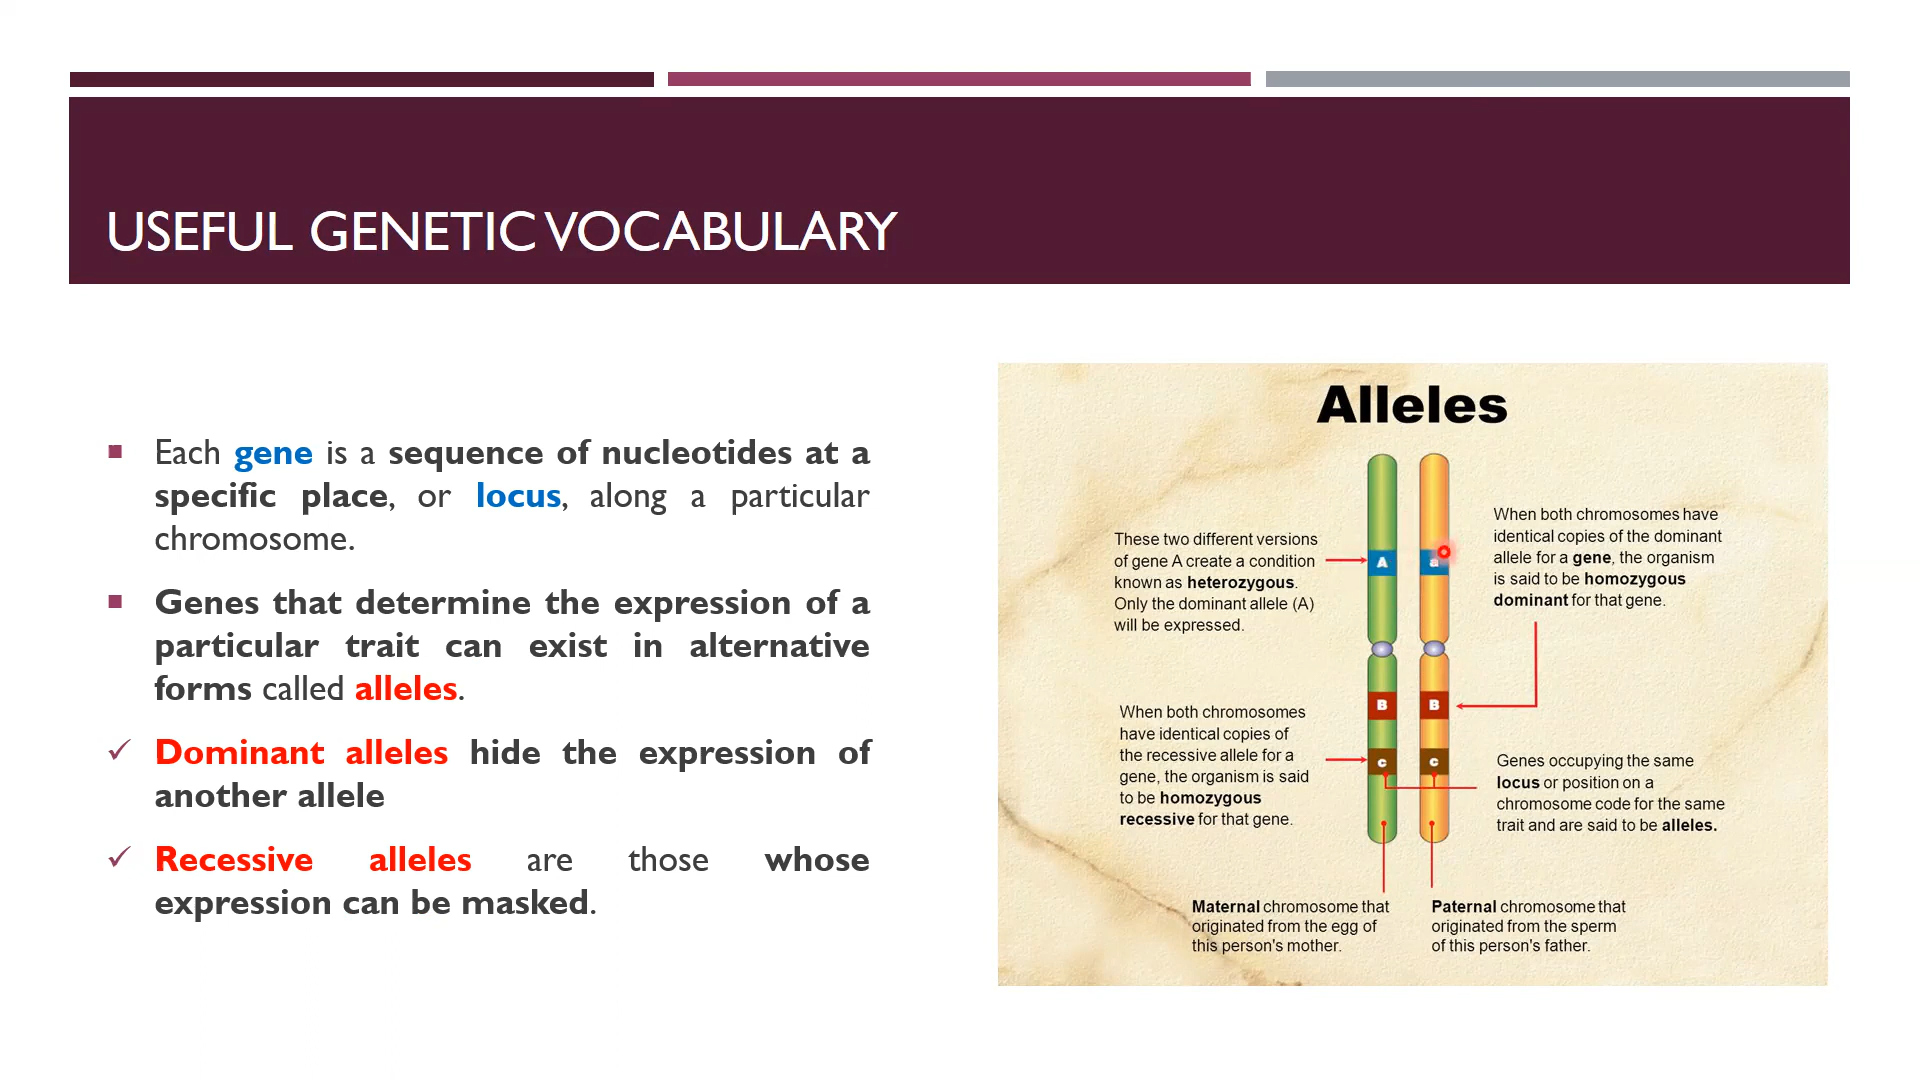 USEFUL GENETIC VOCABULARY
Each gene is a sequence of nucleotides at a
specific place, or locus, along a particular
chromosome.
Genes that determine the expression of a
particular trait can exist in alternative
forms called alleles.
Dominant alleles hide the expression of
another allele
Recessive alleles are those whose
expression can be masked.
Alleles
These two different versions
of gene A create a condition
known as heterozygous.
Only the dominant allele (A)
will be expressed.
A a
When both chromosomes have
identical copies of the dominant
allele for a gene, the organism
is said to be homozygous
dominant for that gene.
B B
When both chromosomes
have identical copies of
the recessive allele for a
gene, the organism is said
to be homozygous
recessive for that gene.
c c
Genes occupying the same
locus or position on a
chromosome code for the same
trait and are said to be alleles.
Maternal chromosome that
originated from the egg of
this person's mother.
Paternal chromosome that
originated from the sperm
of this person's father.